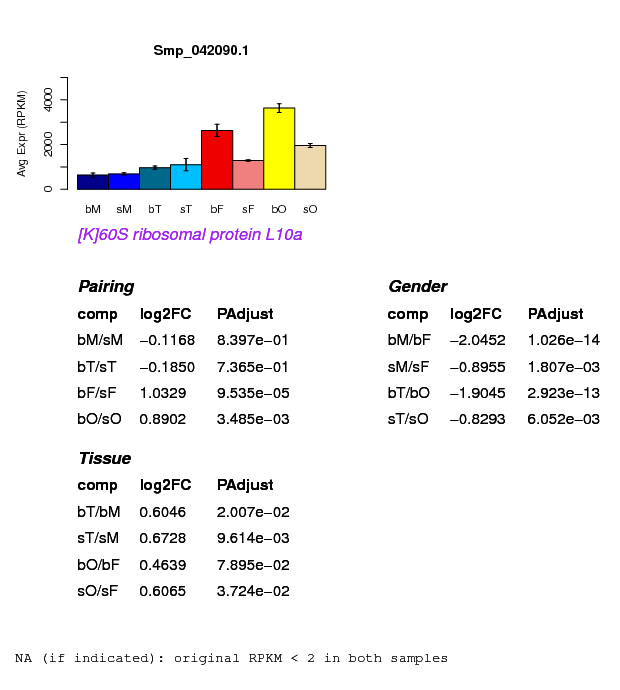 Smp_042090.1
Avg Expr (RPKM)
0 2000 4000
bM sM bT sT bF sF bO sO
[K]60S ribosomal protein L10a
Pairing
comp log2FC PAdjust
bM/sM −0.1168 8.397e−01
bT/sT −0.1850 7.365e−01
bF/sF 1.0329 9.535e−05
bO/sO 0.8902 3.485e−03
Gender
comp log2FC PAdjust
bM/bF −2.0452 1.026e−14
sM/sF −0.8955 1.807e−03
bT/bO −1.9045 2.923e−13
sT/sO −0.8293 6.052e−03
Tissue
comp log2FC PAdjust
bT/bM 0.6046 2.007e−02
sT/sM 0.6728 9.614e−03
bO/bF 0.4639 7.895e−02
sO/sF 0.6065 3.724e−02
NA (if indicated): original RPKM < 2 in both samples